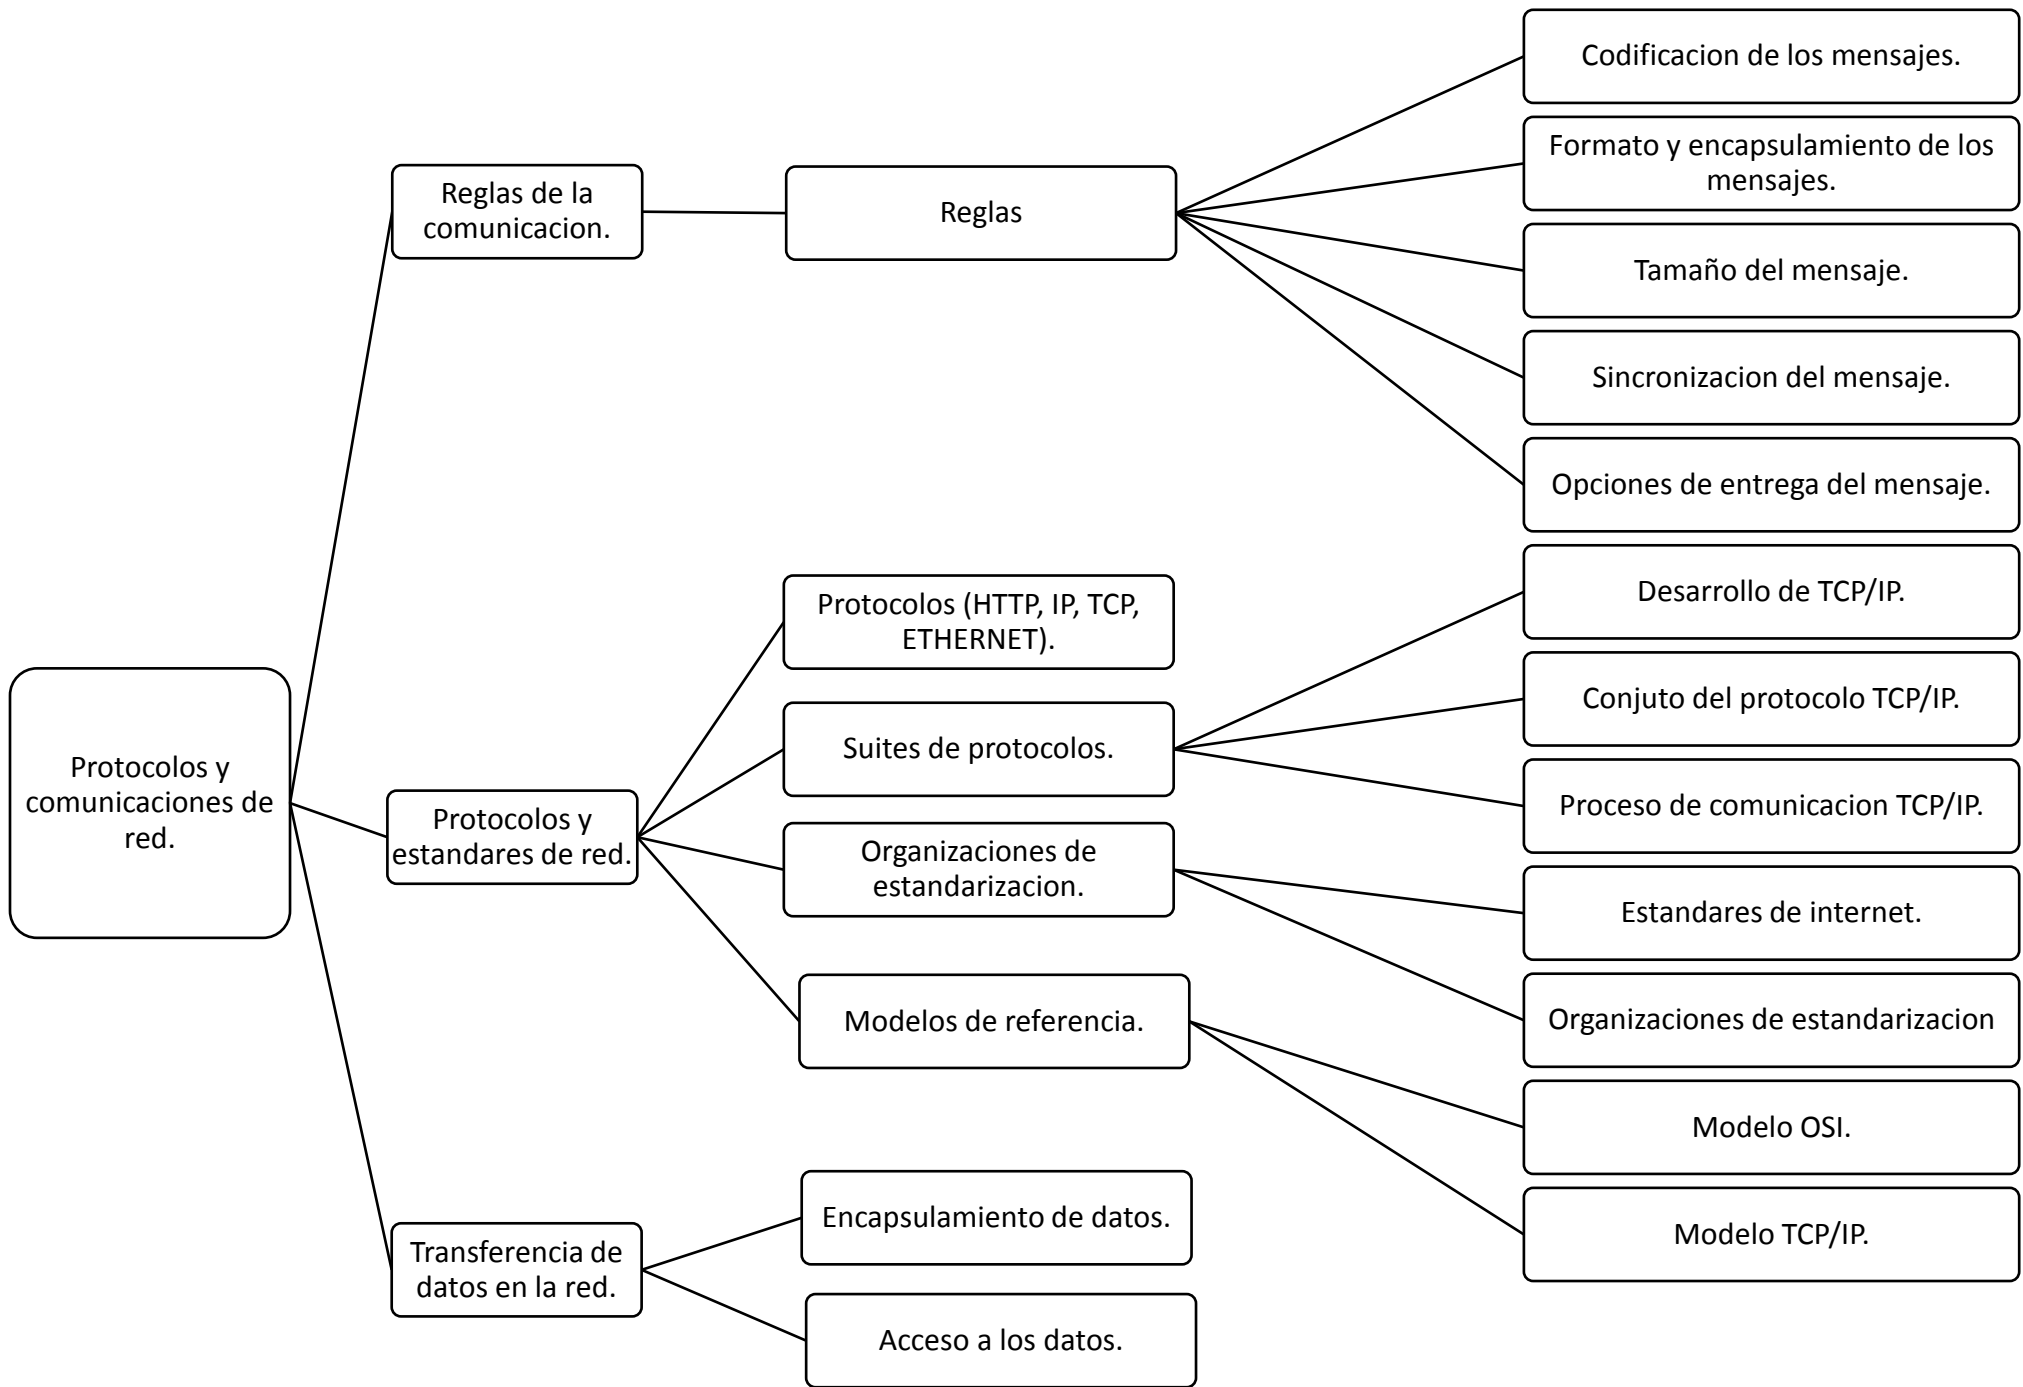 Protocolos y
comunicaciones de
red.
Reglas de la
comunicacion.
Reglas
Codificacion de los mensajes.
Formato y encapsulamiento de los
mensajes.
Tamaño del mensaje.
Sincronizacion del mensaje.
Opciones de entrega del mensaje.
Protocolos y
estandares de red.
Protocolos (HTTP, IP, TCP,
ETHERNET).
Suites de protocolos.
Desarrollo de TCP/IP.
Conjuto del protocolo TCP/IP.
Proceso de comunicacion TCP/IP.
Organizaciones de
estandarizacion.
Estandares de internet.
Organizaciones de estandarizacion
Modelos de referencia.
Modelo OSI.
Modelo TCP/IP.
Transferencia de
datos en la red.
Encapsulamiento de datos.
Acceso a los datos.